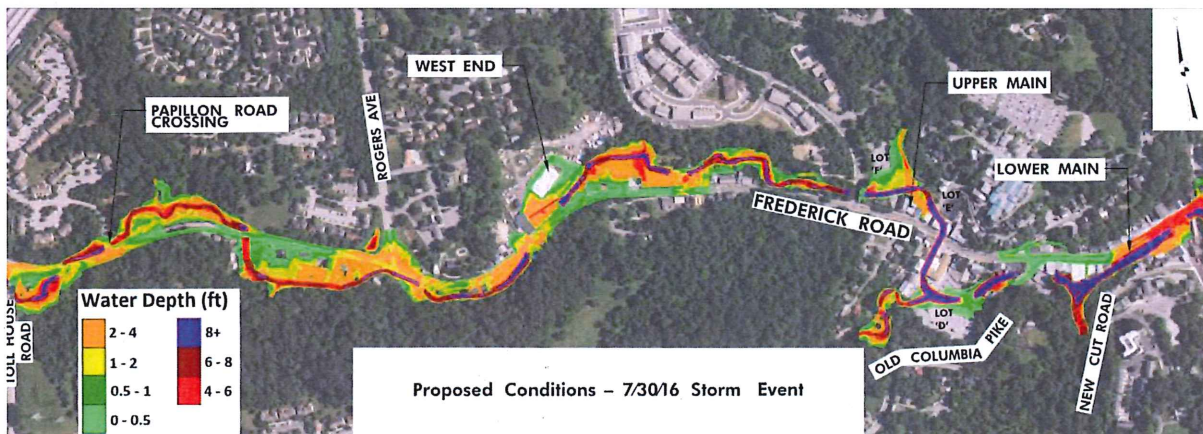 WEST END
UPPER MAIN
PAPILLON ROAD
CROSSING
ROGERS AVE
LOT
'F'
LOT
'E'
LOWER MAIN
FREDERICK ROAD
TOLL HOUSE
ROAD
Water Depth (ft)
2 - 4
8+
1 - 2
6 - 8
0.5 - 1
4 - 6
0 - 0.5
LOT
'D'
OLD COLUMBIA PIKE
NEW CUT ROAD
Proposed Conditions – 7/30/16 Storm Event